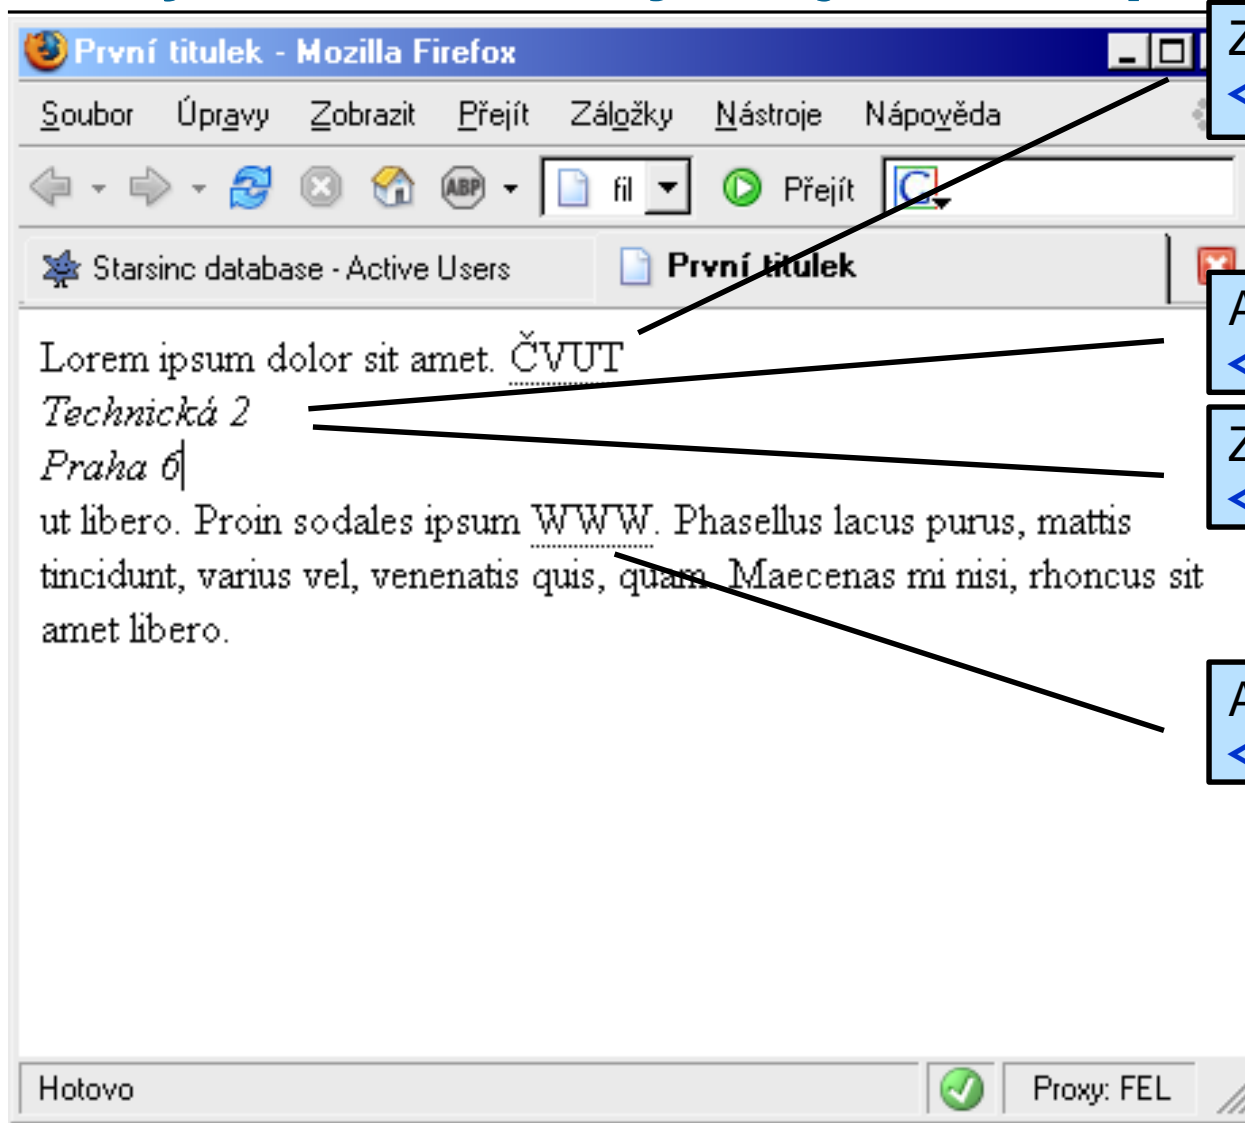 První titulek - Mozilla Firefox
Soubor Úpravy Zobrazit Přejít Záložky Nástroje Nápověda
ABP fil Přejít G
Starsinc database - Active Users První titulek
Lorem ipsum dolor sit amet. ČVUT
Technická 2
Praha 6
ut libero. Proin sodales ipsum WWW. Phasellus lacus purus, mattis
tincidunt, varius vel, venenatis quis, quam. Maecenas mi nisi, rhoncus sit
amet libero.
Z
<
A
<
Z
<
A
<
Hotovo Proxy: FEL